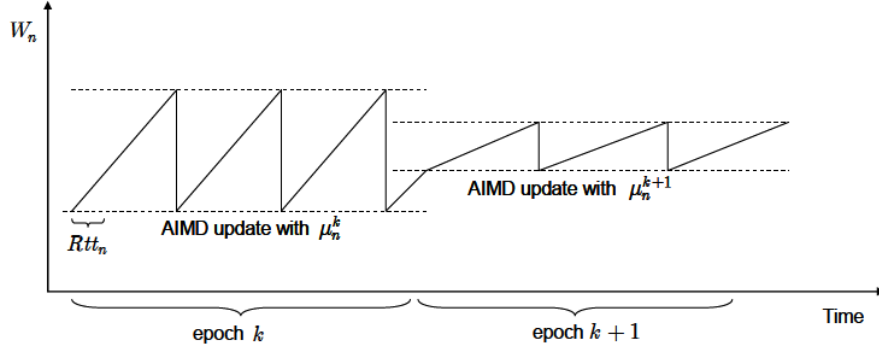 W_n
AIMD update with μ_n^{k+1}
AIMD update with μ_n^k
Rtt_n
Time
epoch k
epoch k + 1